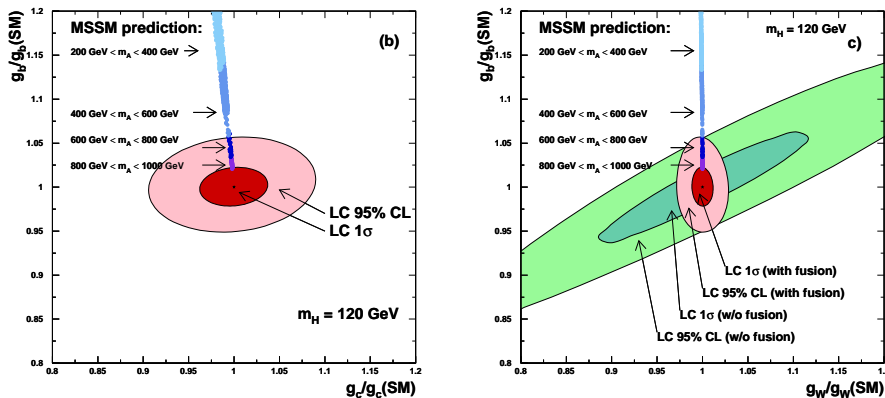 g_b/g_b(SM)
MSSM prediction:
(b)
200 GeV < m_A < 400 GeV
400 GeV < m_A < 600 GeV
600 GeV < m_A < 800 GeV
800 GeV < m_A < 1000 GeV
LC 95% CL
LC 1σ
m_H = 120 GeV
1.2
1.15
1.1
1.05
1
0.95
0.9
0.85
0.8
0.8 0.85 0.9 0.95 1 1.05 1.1 1.15 1.2
g_c/g_c(SM)
g_b/g_b(SM)
MSSM prediction:
m_H = 120 GeV
c)
200 GeV < m_A < 400 GeV
400 GeV < m_A < 600 GeV
600 GeV < m_A < 800 GeV
800 GeV < m_A < 1000 GeV
LC 1σ (with fusion)
LC 95% CL (with fusion)
LC 1σ (w/o fusion)
LC 95% CL (w/o fusion)
1.2
1.15
1.1
1.05
1
0.95
0.9
0.85
0.8
0.8 0.85 0.9 0.95 1 1.05 1.1 1.15 1.2
g_W/g_W(SM)